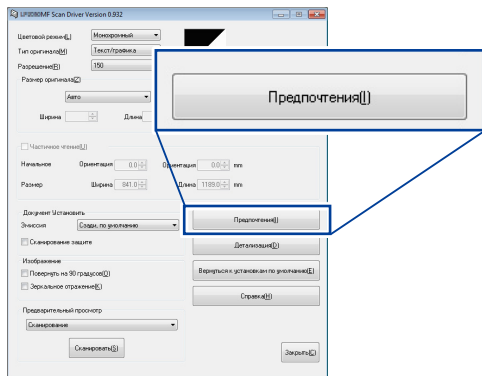 LP2090MF Scan Driver Version 0.932
Цветовой режим(L) Монохромный
Тип оригинала(M) Текст/графика
Разрешение(R) 150
Размер оригинала(Z)
Авто
Ширина Длина
Предпочтения(I)
Частичное чтение(U)
Начальное Ориентация 0.0 Ориентация 0.0 mm
Размер Ширина 841.0 Длина 1189.0 mm
Документ Установить
Эмиссия Сзади, по умолчанию
Предпочтения(I)
Сканирование защите
Детализация(D)
Изображение
Повернуть на 90 градусов(O)
Вернуться к установкам по умолчанию(E)
Зеркальное отражение(K)
Справка(H)
Предварительный просмотр
Сканирование
Сканировать(S)
Закрыть(C)